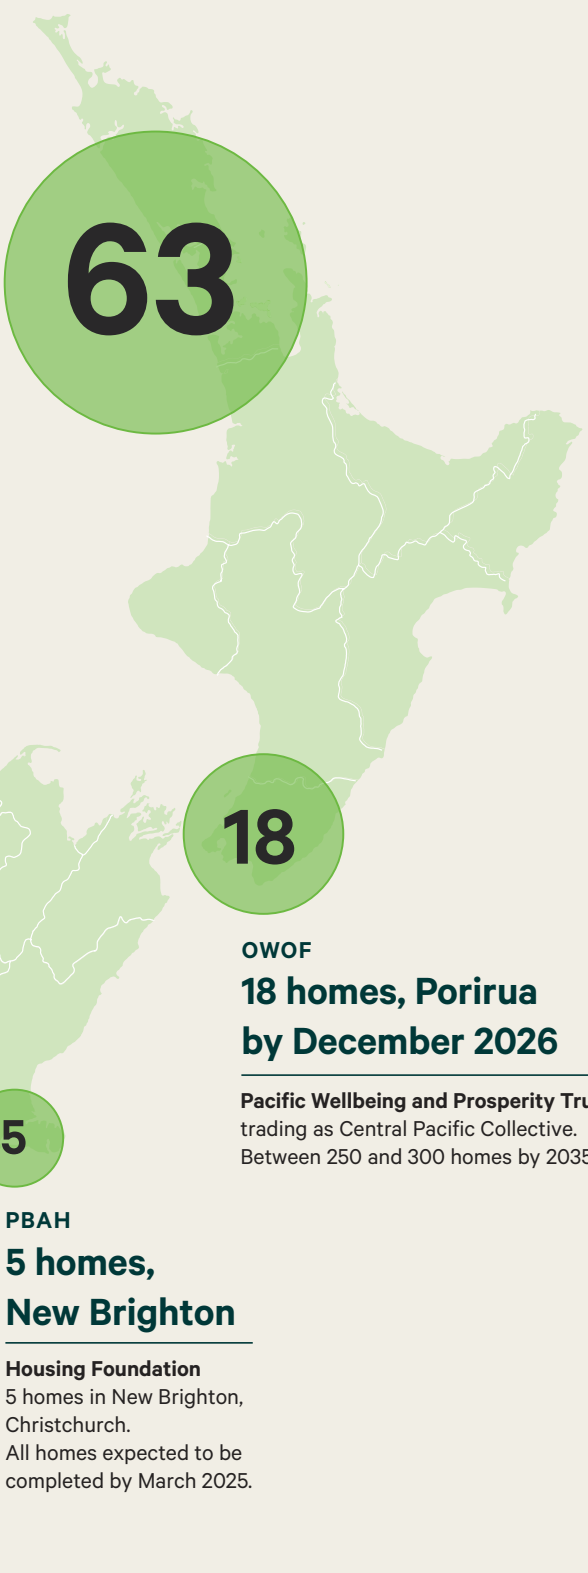 63
18
OWOF
18 homes, Porirua
by December 2026
Pacific Wellbeing and Prosperity
trading as Central Pacific Collective.
Between 250 and 300 homes by 2035
5
PBAH
5 homes,
New Brighton
Housing Foundation
5 homes in New Brighton,
Christchurch.
All homes expected to be
completed by March 2025.